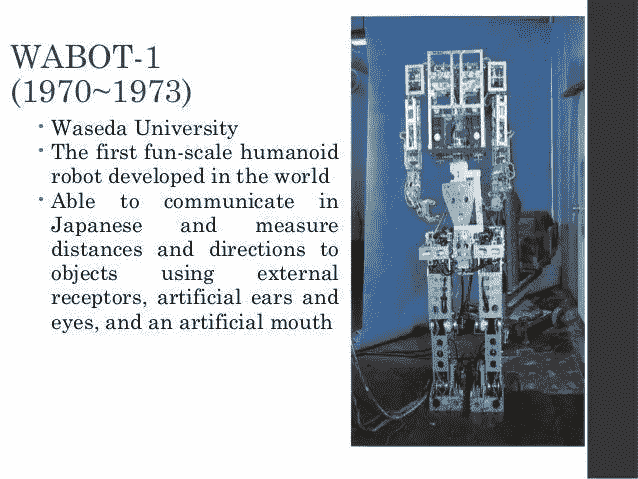 WABOT-1
(1970~1973)
• Waseda University
• The first fun-scale humanoid
robot developed in the world
• Able to communicate in
Japanese and measure
distances and directions to
objects using external
receptors, artificial ears and
eyes, and an artificial mouth